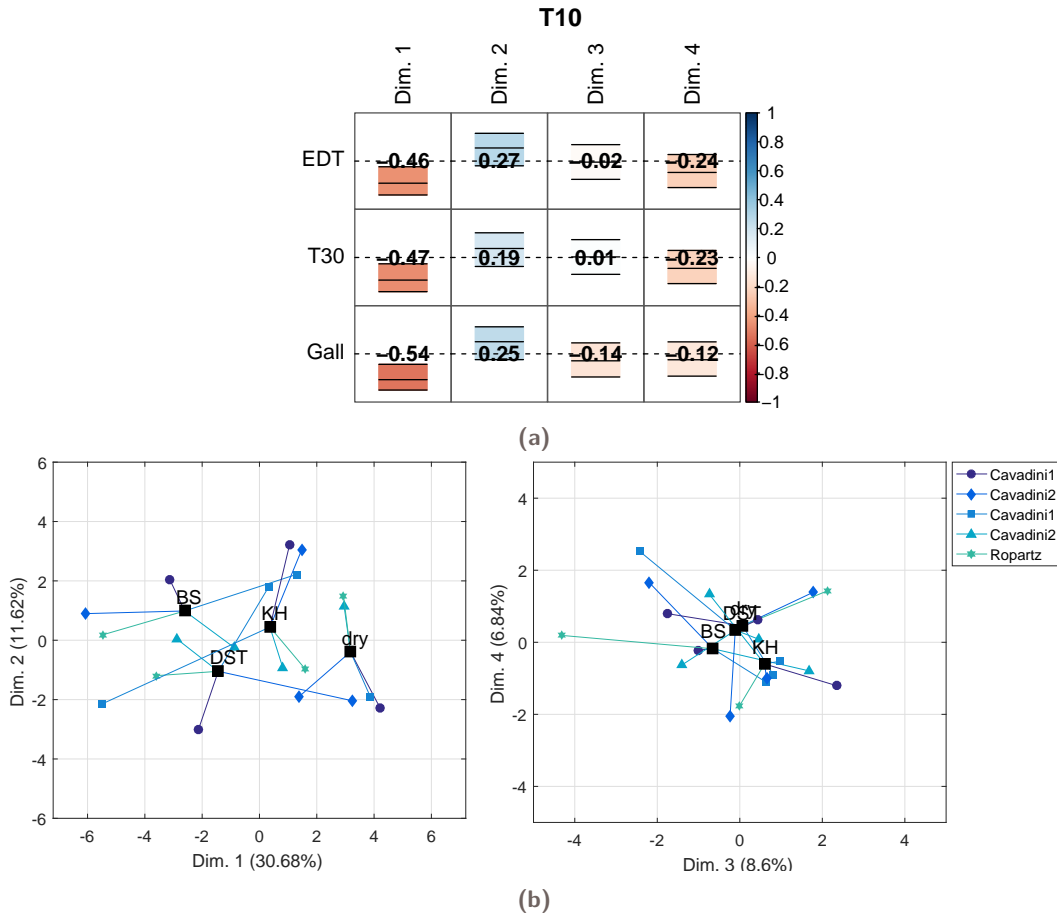 T10
Dim. 1 Dim. 2 Dim. 3 Dim. 4
EDT −0.46 0.27 −0.02 −0.24
T30 −0.47 0.19 0.01 −0.23
Gall −0.54 0.25 −0.14 −0.12
1
0.8
0.6
0.4
0.2
0
−0.2
−0.4
−0.6
−0.8
−1
(a)
6
4
2
0
-2
-4
-6
-6 -4 -2 0 2 4 6
Dim. 1 (30.68%)
Dim. 2 (11.62%)
BS
KH
DST
dry
4
2
0
-2
-4
-4 -2 0 2 4
Dim. 3 (8.6%)
Dim. 4 (6.84%)
dry
DST
BS
KH
Cavadini1
Cavadini2
Cavadini1
Cavadini2
Ropartz
(b)